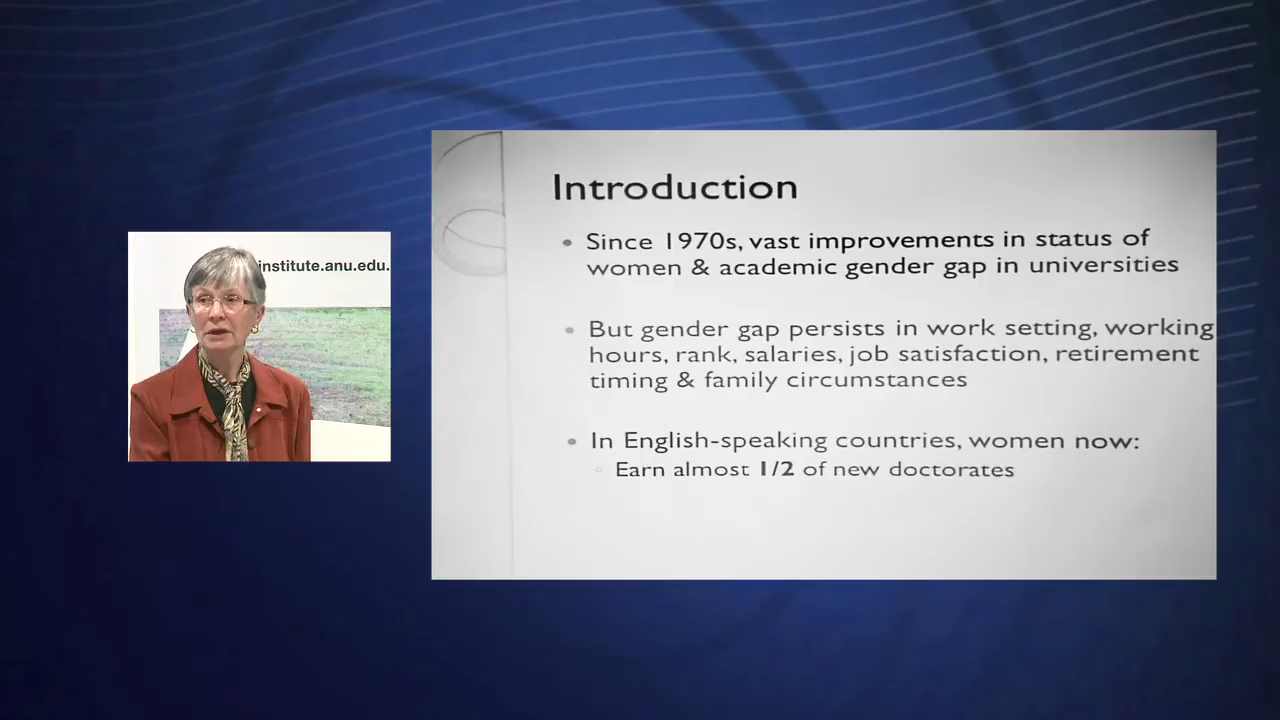 institute.anu.edu.
Introduction
• Since 1970s, vast improvements in status of
women & academic gender gap in universities
• But gender gap persists in work setting, working
hours, rank, salaries, job satisfaction, retirement
timing & family circumstances
• In English-speaking countries, women now:
◦ Earn almost 1/2 of new doctorates